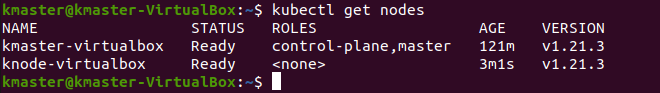 kmaster@kmaster-VirtualBox:~$ kubectl get nodes
NAME STATUS ROLES AGE VERSION
kmaster-virtualbox Ready control-plane,master 121m v1.21.3
knode-virtualbox Ready <none> 3m1s v1.21.3
kmaster@kmaster-VirtualBox:~$